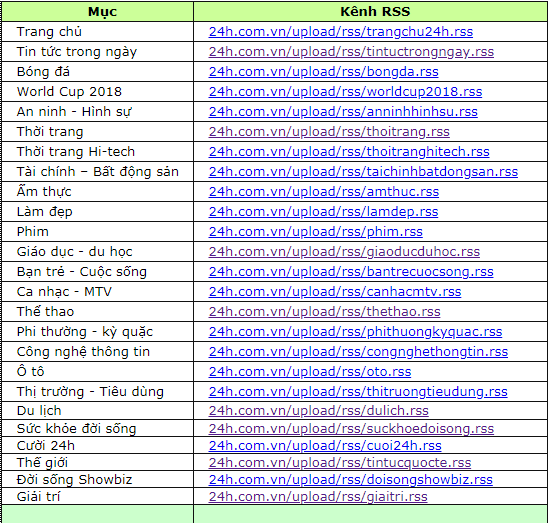 Mục Kênh RSS
Trang chủ 24h.com.vn/upload/rss/trangchu24h.rss
Tin tức trong ngày 24h.com.vn/upload/rss/tintuctrongngay.rss
Bóng đá 24h.com.vn/upload/rss/bongda.rss
World Cup 2018 24h.com.vn/upload/rss/worldcup2018.rss
An ninh - Hình sự 24h.com.vn/upload/rss/anninhhinhsu.rss
Thời trang 24h.com.vn/upload/rss/thoitrang.rss
Thời trang Hi-tech 24h.com.vn/upload/rss/thoitranghitech.rss
Tài chính – Bất động sản 24h.com.vn/upload/rss/taichinhbatdongsan.rss
Ẩm thực 24h.com.vn/upload/rss/amthuc.rss
Làm đẹp 24h.com.vn/upload/rss/lamdep.rss
Phim 24h.com.vn/upload/rss/phim.rss
Giáo dục - du học 24h.com.vn/upload/rss/giaoducduhoc.rss
Bạn trẻ - Cuộc sống 24h.com.vn/upload/rss/bantrecuocsong.rss
Ca nhạc - MTV 24h.com.vn/upload/rss/canhacmtv.rss
Thể thao 24h.com.vn/upload/rss/thethao.rss
Phi thường - kỳ quặc 24h.com.vn/upload/rss/phithuongkyquac.rss
Công nghệ thông tin 24h.com.vn/upload/rss/congnghethongtin.rss
Ô tô 24h.com.vn/upload/rss/oto.rss
Thị trường - Tiêu dùng 24h.com.vn/upload/rss/thitruongtieudung.rss
Du lịch 24h.com.vn/upload/rss/dulich.rss
Sức khỏe đời sống 24h.com.vn/upload/rss/suckhoedoisong.rss
Cười 24h 24h.com.vn/upload/rss/cuoi24h.rss
Thế giới 24h.com.vn/upload/rss/tintucquocte.rss
Đời sống Showbiz 24h.com.vn/upload/rss/doisongshowbiz.rss
Giải trí 24h.com.vn/upload/rss/giaitri.rss